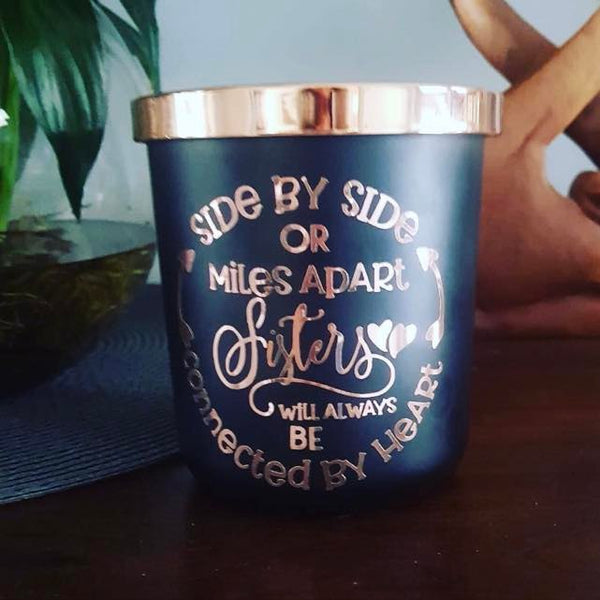 SiDe BY SiDe
OR
MiLes APART
Sisters
WiLL ALWAYS
BE
connected BY HeART